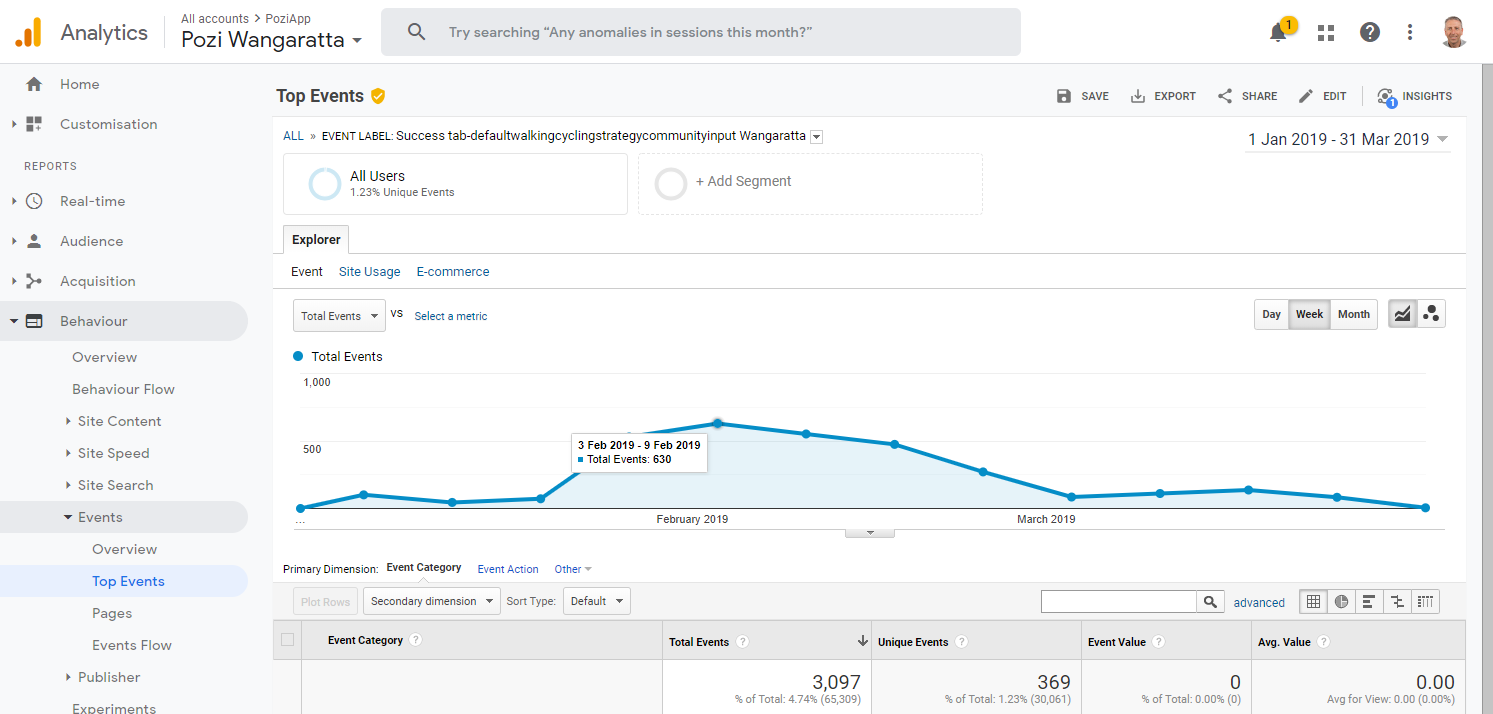 Analytics
All accounts > PoziApp
Pozi Wangaratta
Try searching “Any anomalies in sessions this month?”
1
Home
Customisation
REPORTS
Real-time
Audience
Acquisition
Behaviour
Overview
Behaviour Flow
Site Content
Site Speed
Site Search
Events
Overview
Top Events
Pages
Events Flow
Publisher
Experiments
Top Events
SAVE
EXPORT
SHARE
EDIT
1
INSIGHTS
ALL » EVENT LABEL: Success tab-defaultwalkingcyclingstrategycommunityinput Wangaratta
1 Jan 2019 - 31 Mar 2019
All Users
1.23% Unique Events
+ Add Segment
Explorer
Event Site Usage E-commerce
Total Events VS Select a metric
Day Week Month
Total Events
1,000
500
3 Feb 2019 - 9 Feb 2019
Total Events: 630
...
February 2019
March 2019
Primary Dimension: Event Category Event Action Other
Plot Rows Secondary dimension Sort Type: Default
advanced
Event Category ? Total Events ? Unique Events ? Event Value ? Avg. Value ?
3,097 369 0 0.00
% of Total: 4.74% (65,309) % of Total: 1.23% (30,061) % of Total: 0.00% (0) Avg for View: 0.00 (0.00%)